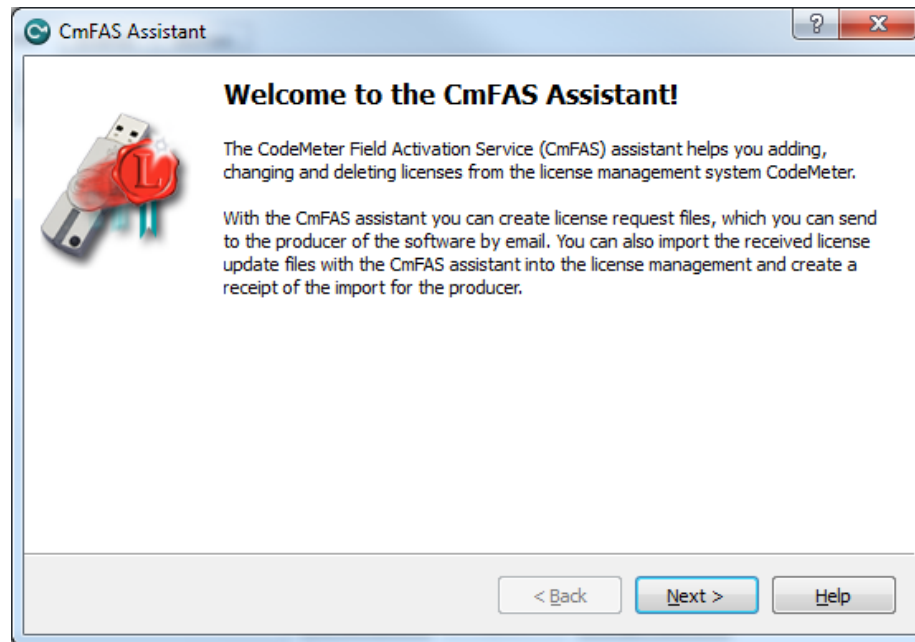 CmFAS Assistant
Welcome to the CmFAS Assistant!
The CodeMeter Field Activation Service (CmFAS) assistant helps you adding,
changing and deleting licenses from the license management system CodeMeter.
With the CmFAS assistant you can create license request files, which you can send
to the producer of the software by email. You can also import the received license
update files with the CmFAS assistant into the license management and create a
receipt of the import for the producer.
L
< Back
Next >
Help